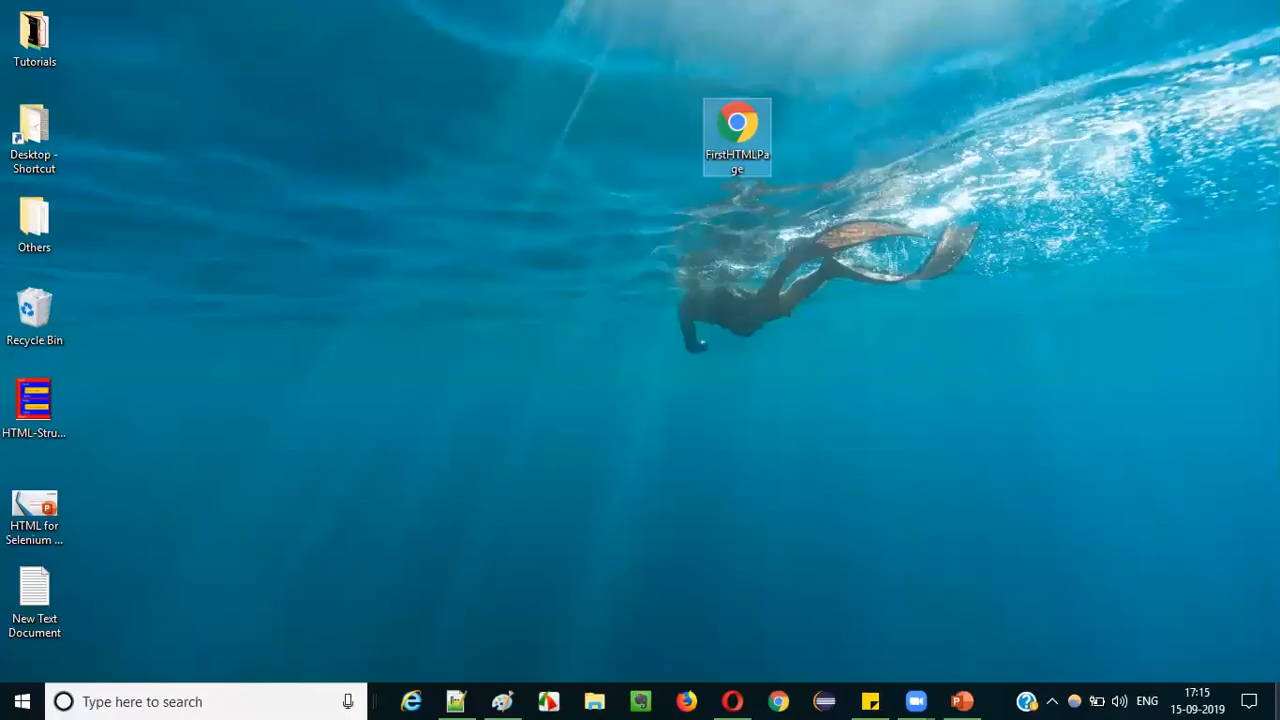 Tutorials
Desktop -
Shortcut
Others
Recycle Bin
HTML-Stru...
HTML for
Selenium ...
New Text
Document
FirstHTMLPa
ge
Type here to search
ENG
17:15
15-09-2019